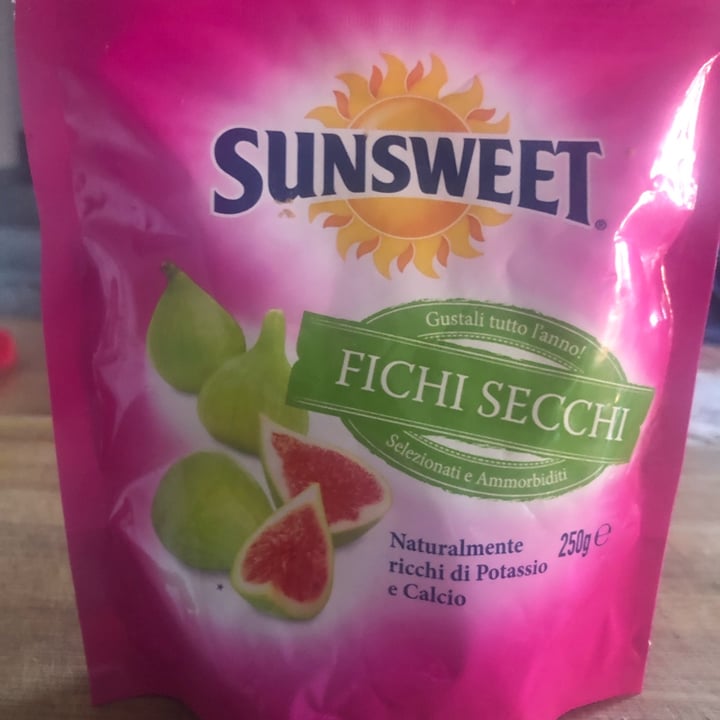 SUNSWEET®
Gustali tutto l'anno!
FICHI SECCHI
Selezionati e Ammorbiditi
Naturalmente
ricchi di Potassio
e Calcio
250g ℮
*